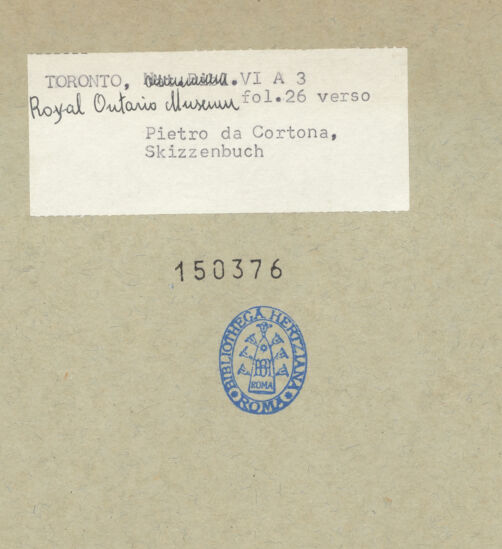 TORONTO, VI A 3
Royal Ontario Museum fol.26 verso
Pietro da Cortona,
Skizzenbuch
150376
BIBLIOTHECA HERTZIANA
ROMA
ROMA